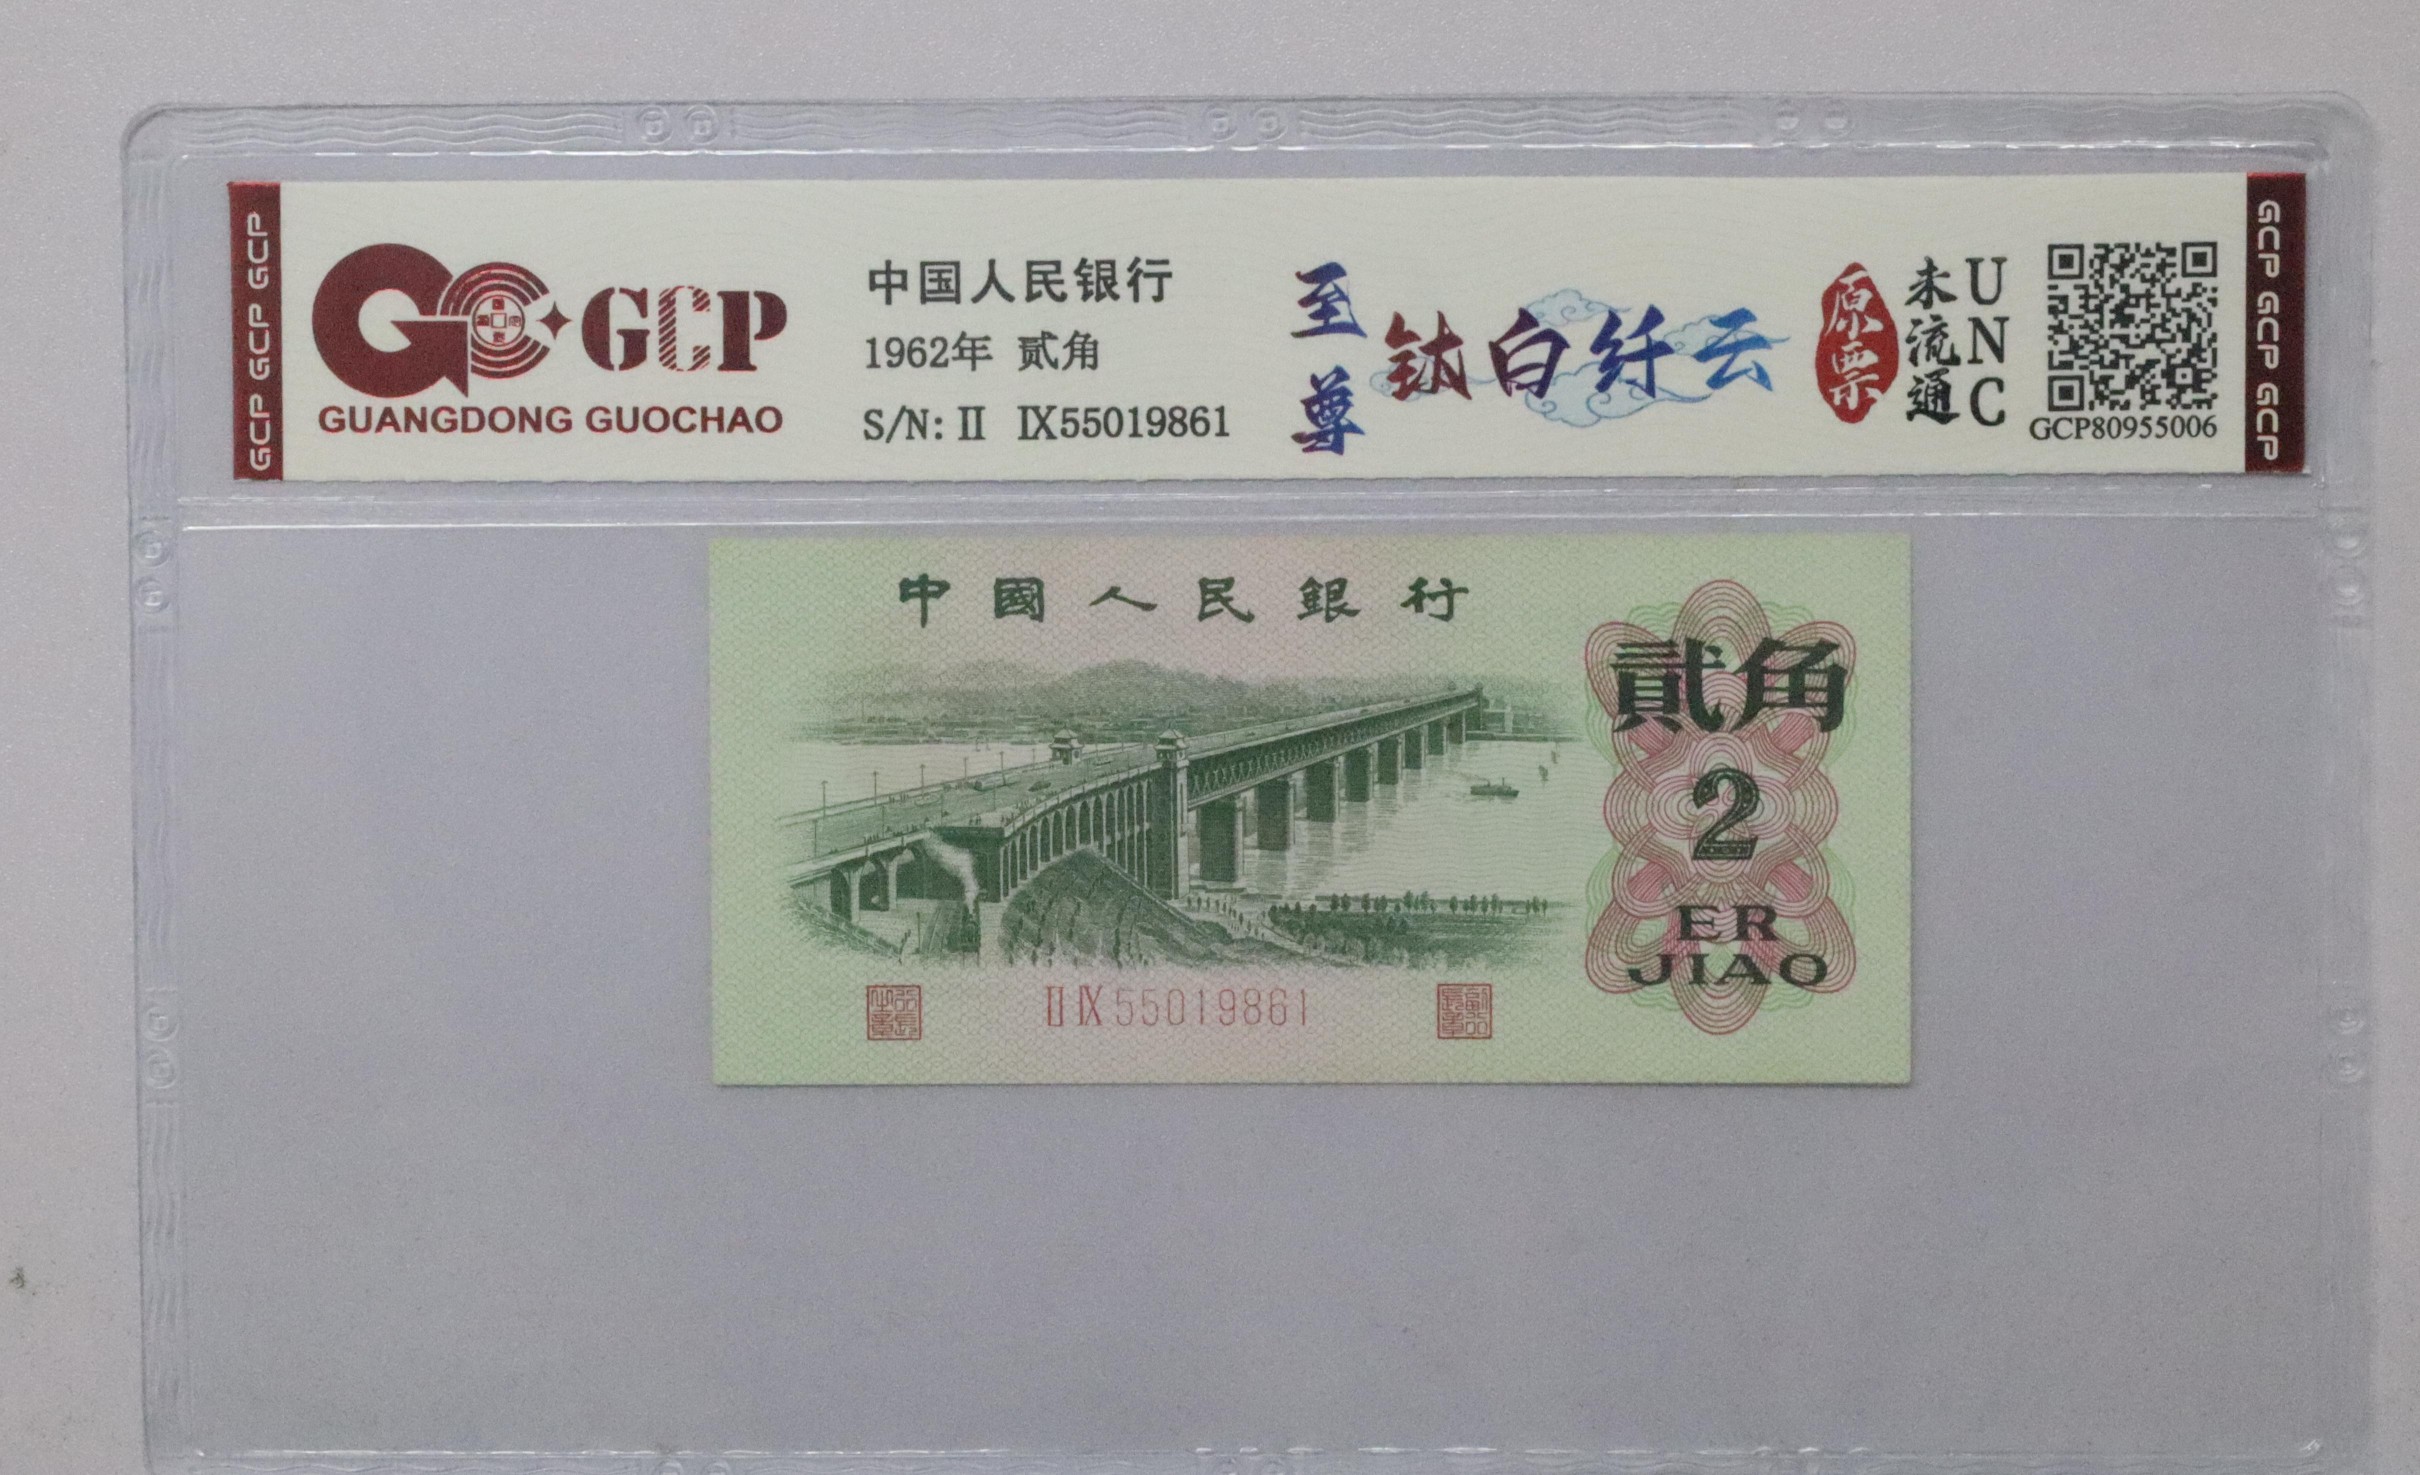 GCP GCP GCP
GCP
GUANGDONG GUOCHAO
中国人民银行
1962年 贰角
S/N: II IX55019861
至尊
钛白纤云
原票
未流通
UNC
GCP80955006
GCP GCP GCP
中國人民銀行
貳角
2
ER
JIAO
II IX 55019861